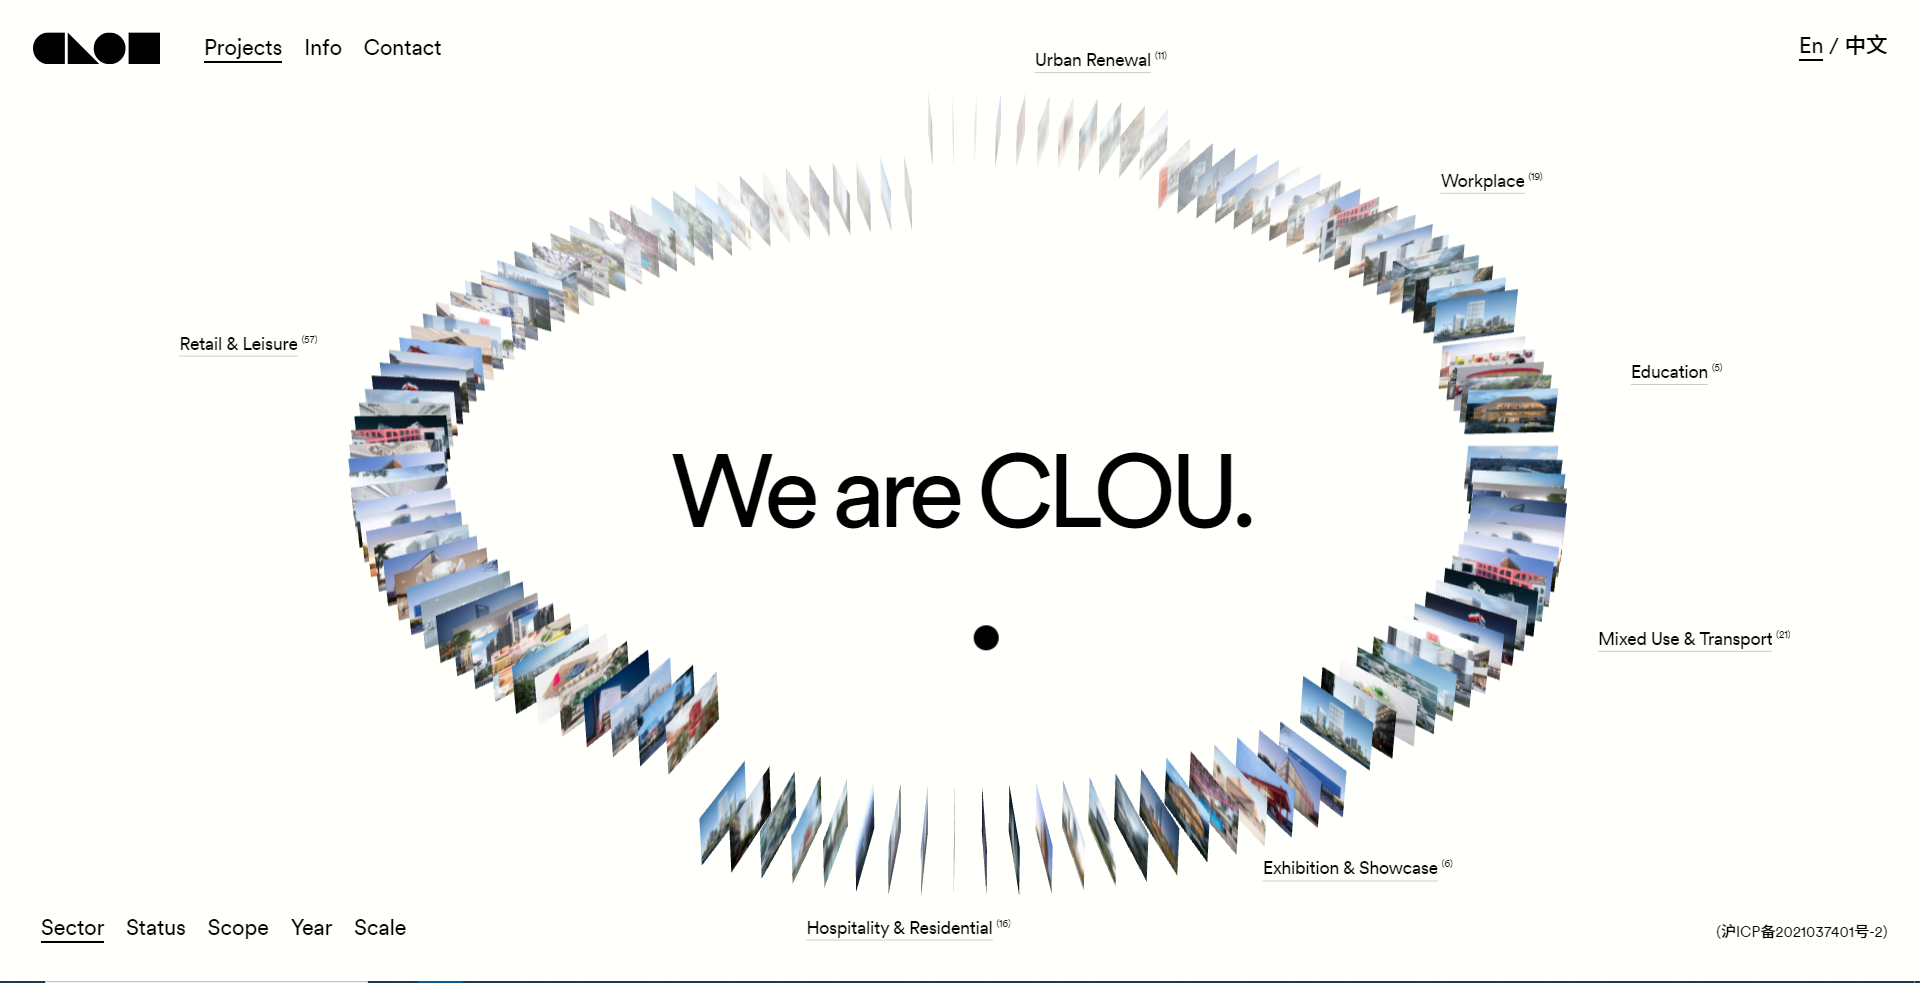 CLOU
Projects Info Contact
En / 中文
Urban Renewal (11)
Workplace (19)
Retail & Leisure (57)
Education (5)
We are CLOU.
Mixed Use & Transport (21)
Exhibition & Showcase (6)
Hospitality & Residential (16)
Sector Status Scope Year Scale
(沪ICP备2021037401号-2)